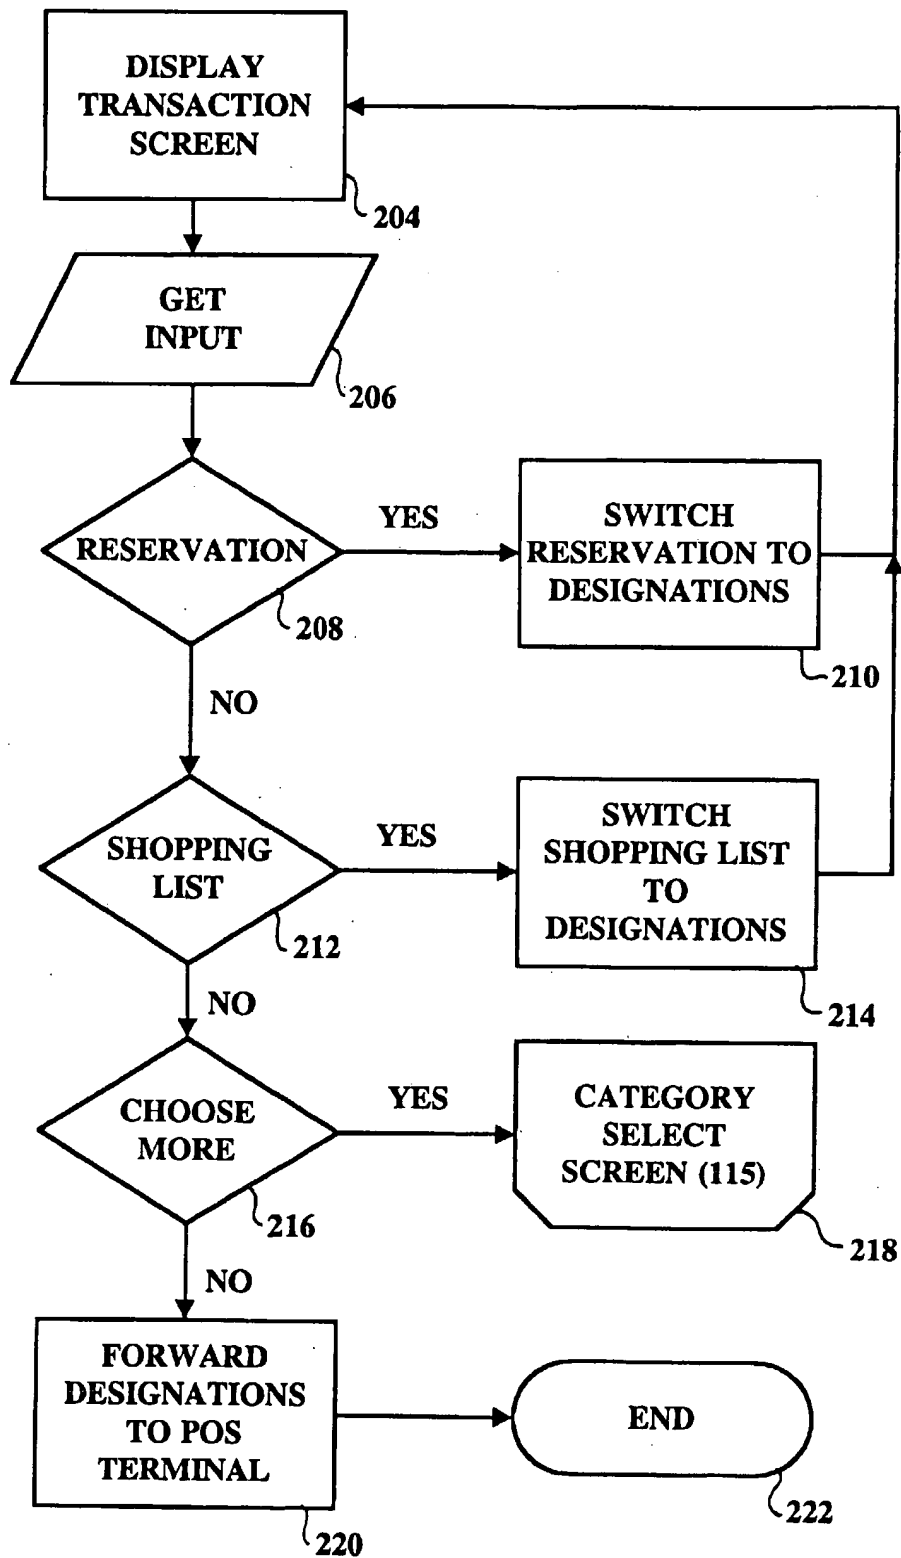 DISPLAY
TRANSACTION
SCREEN
204
GET
INPUT
206
RESERVATION
208
YES
SWITCH
RESERVATION TO
DESIGNATIONS
210
NO
SHOPPING
LIST
212
YES
SWITCH
SHOPPING LIST
TO
DESIGNATIONS
214
NO
CHOOSE
MORE
216
YES
CATEGORY
SELECT
SCREEN (115)
218
NO
FORWARD
DESIGNATIONS
TO POS
TERMINAL
220
END
222